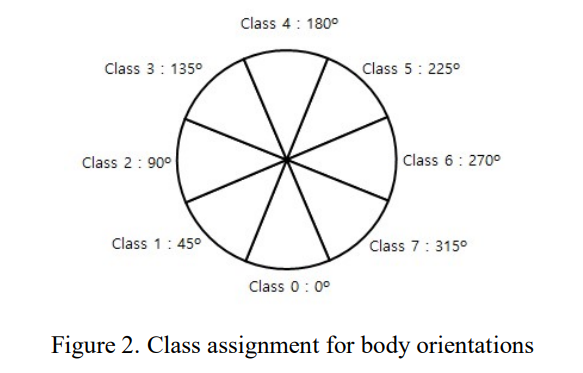 Class 4 : 180º
Class 3 : 135º
Class 5 : 225º
Class 2 : 90º
Class 6 : 270º
Class 1 : 45º
Class 7 : 315º
Class 0 : 0º
Figure 2. Class assignment for body orientations